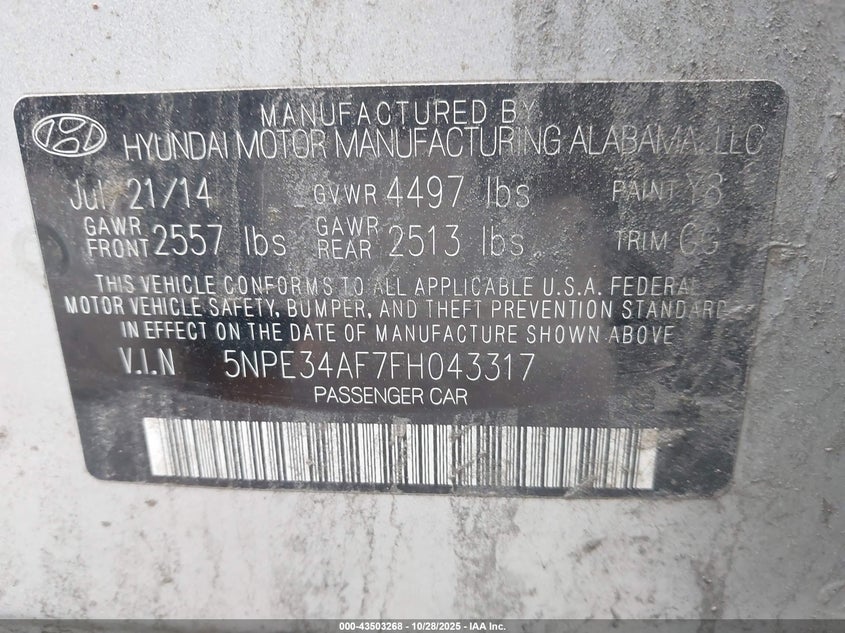 MANUFACTURED BY
HYUNDAI MOTOR MANUFACTURING ALABAMA, LLC
Jul/21/14 GVWR 4497 lbs PAINT Y8
GAWR FRONT 2557 lbs GAWR REAR 2513 lbs TRIM GG
THIS VEHICLE CONFORMS TO ALL APPLICABLE U.S.A. FEDERAL
MOTOR VEHICLE SAFETY, BUMPER, AND THEFT PREVENTION STANDARDS
IN EFFECT ON THE DATE OF MANUFACTURE SHOWN ABOVE
V.I.N 5NPE34AF7FH043317
PASSENGER CAR
000-43503268 - 10/28/2025 - IAA Inc.